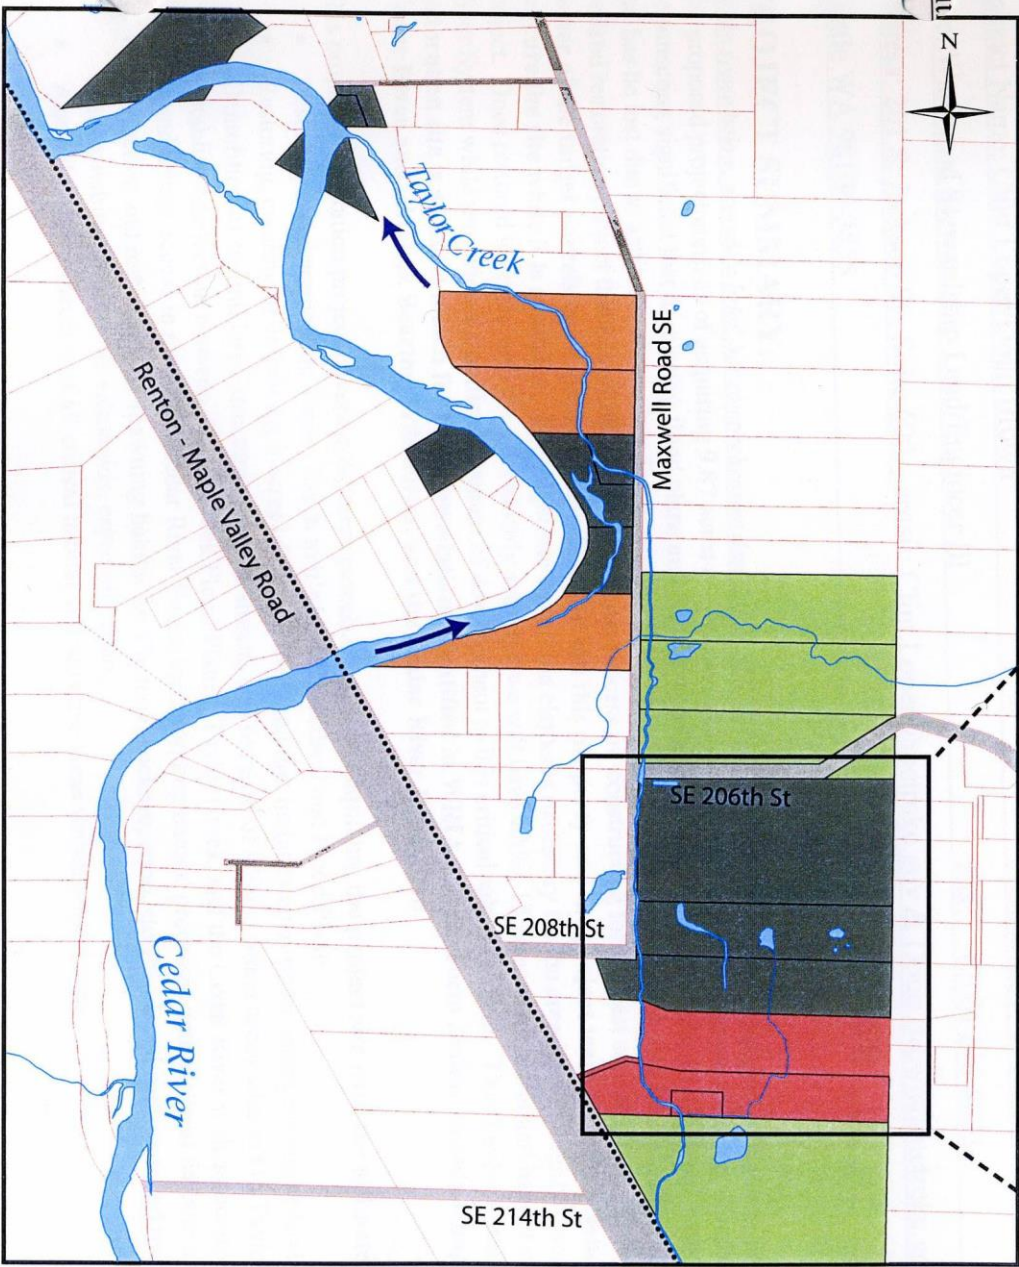 N
Taylor Creek
Maxwell Road SE
Renton - Maple Valley Road
SE 206th St
SE 208th St
Cedar River
SE 214th St